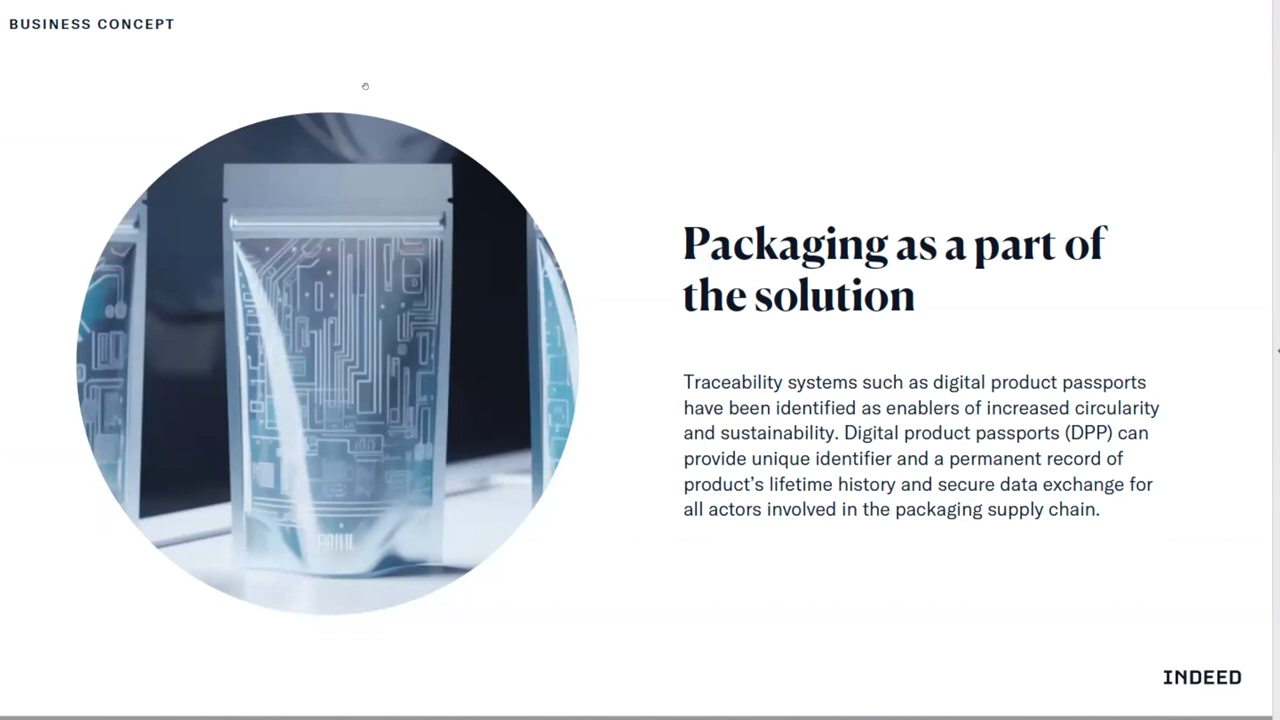 BUSINESS CONCEPT
Packaging as a part of
the solution
Traceability systems such as digital product passports
have been identified as enablers of increased circularity
and sustainability. Digital product passports (DPP) can
provide unique identifier and a permanent record of
product’s lifetime history and secure data exchange for
all actors involved in the packaging supply chain.
INDEED